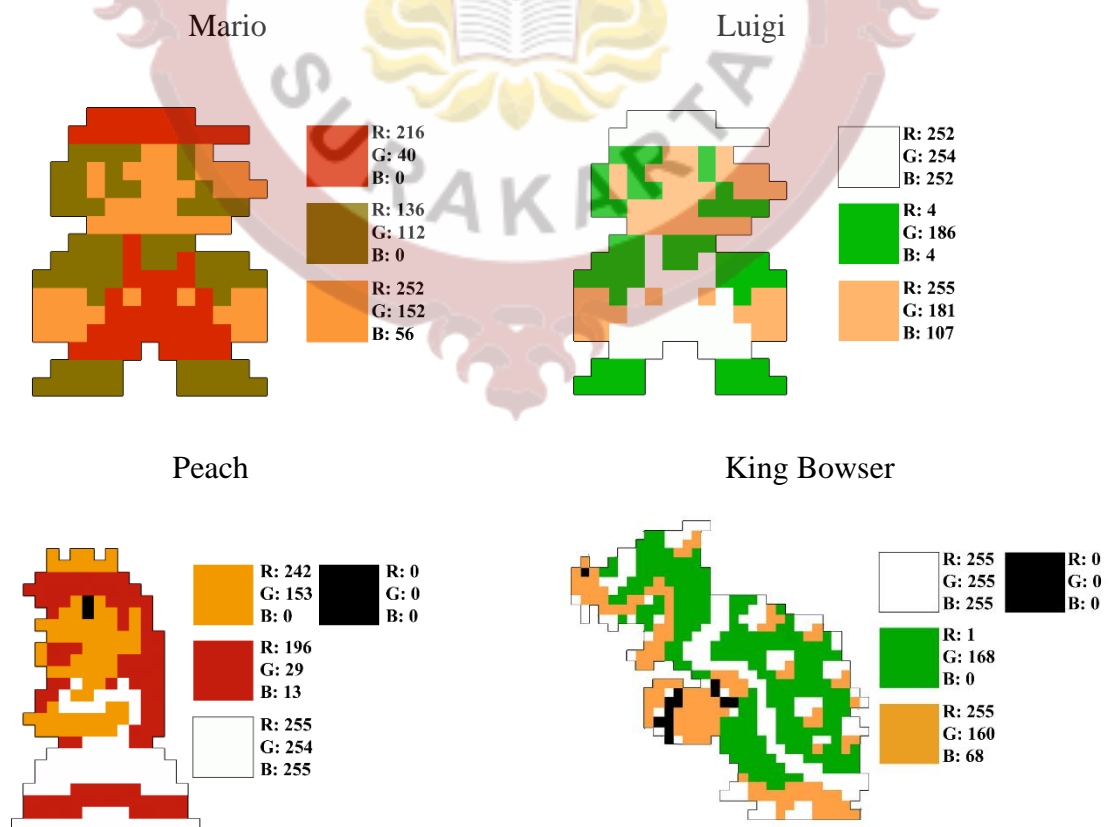 Mario
Luigi
SURAKARTA
R: 216
G: 40
B: 0
R: 136
G: 112
B: 0
R: 252
G: 152
B: 56
R: 252
G: 254
B: 252
R: 4
G: 186
B: 4
R: 255
G: 181
B: 107
Peach
King Bowser
R: 242
G: 153
B: 0
R: 0
G: 0
B: 0
R: 196
G: 29
B: 13
R: 255
G: 254
B: 255
R: 255
G: 255
B: 255
R: 0
G: 0
B: 0
R: 1
G: 168
B: 0
R: 255
G: 160
B: 68